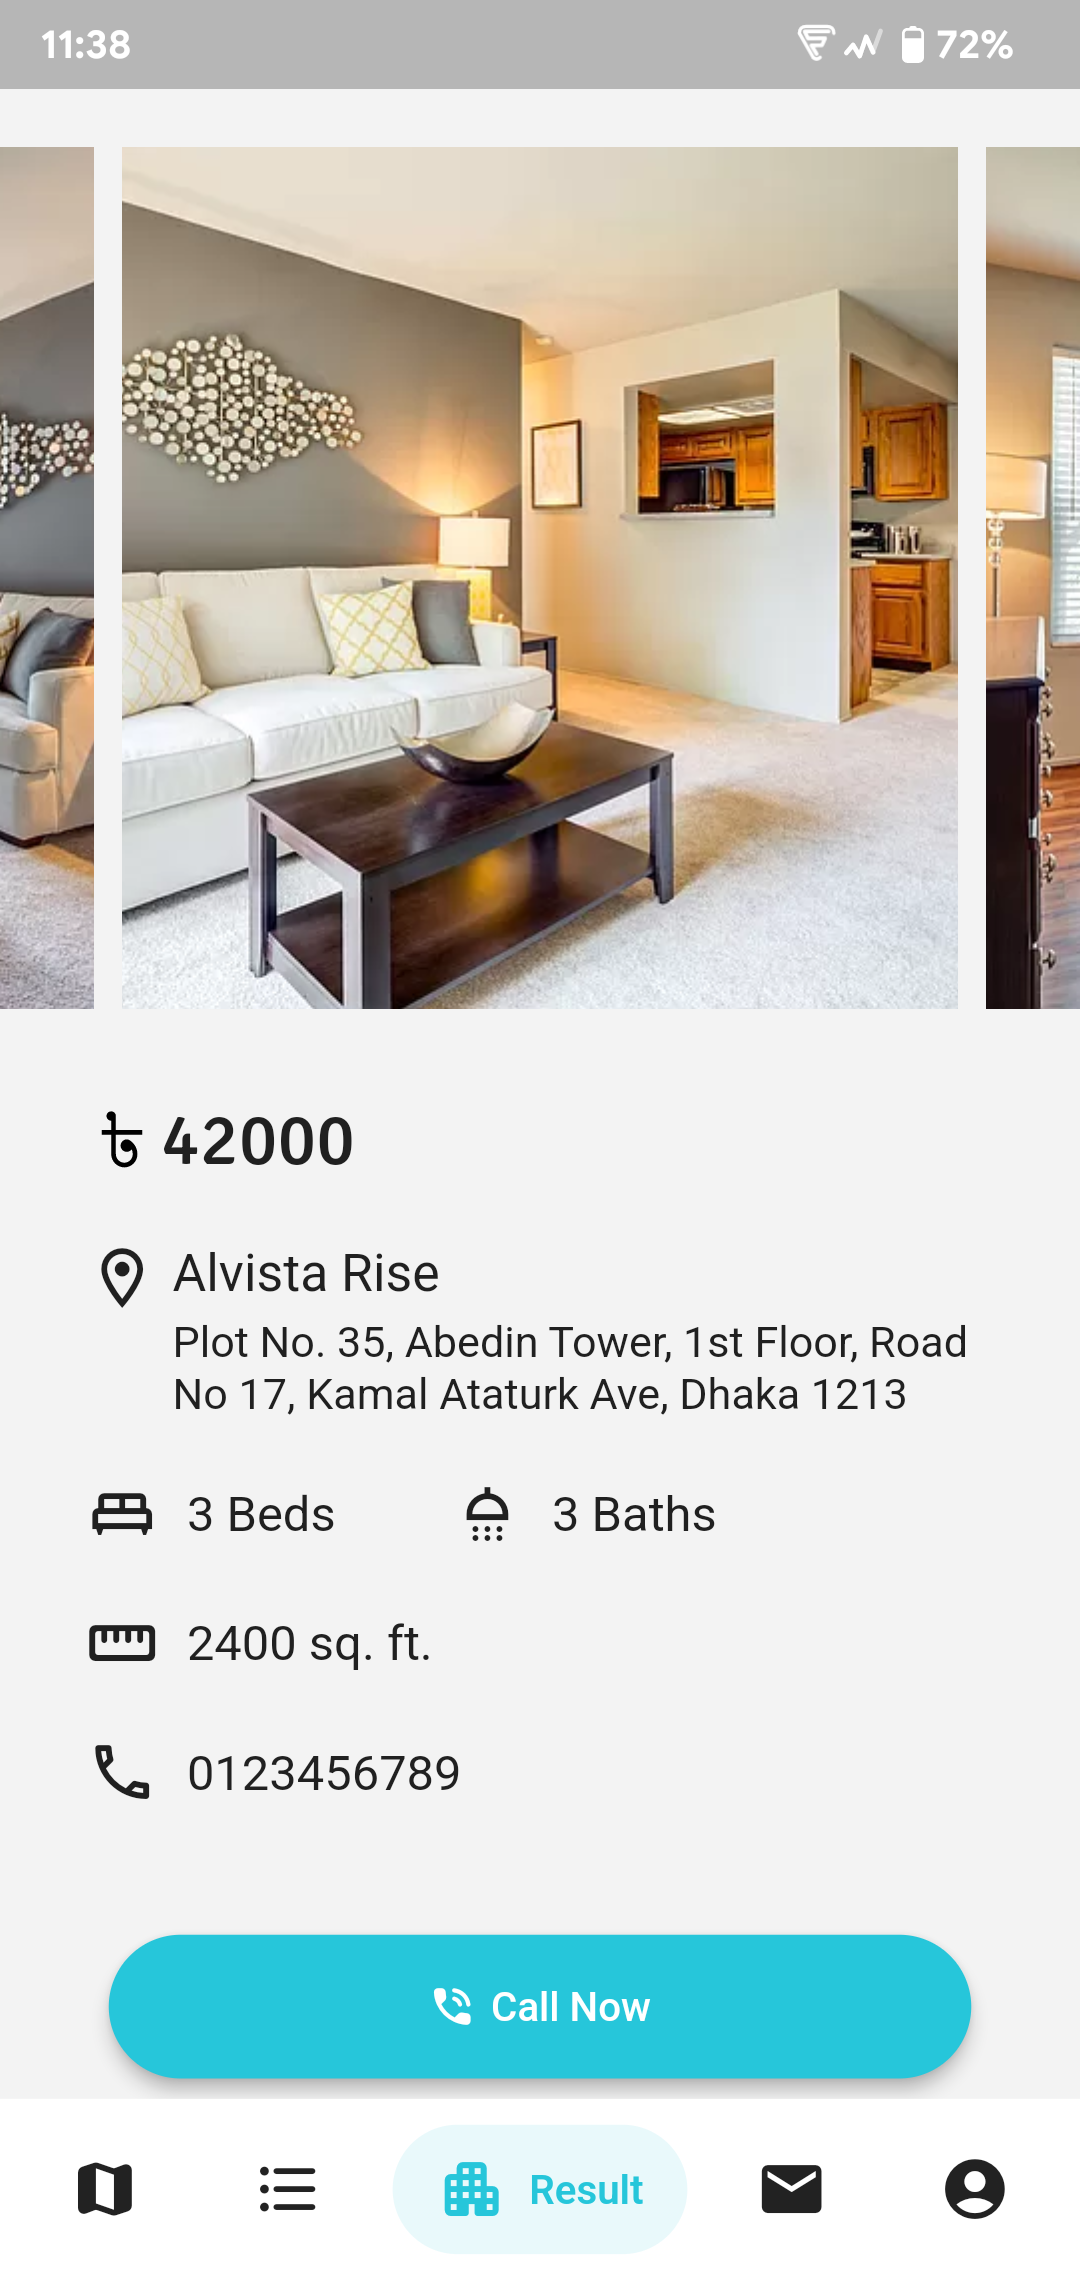 11:38
72%
৳ 42000
Alvista Rise
Plot No. 35, Abedin Tower, 1st Floor, Road
No 17, Kamal Ataturk Ave, Dhaka 1213
3 Beds
3 Baths
2400 sq. ft.
0123456789
Call Now
Result